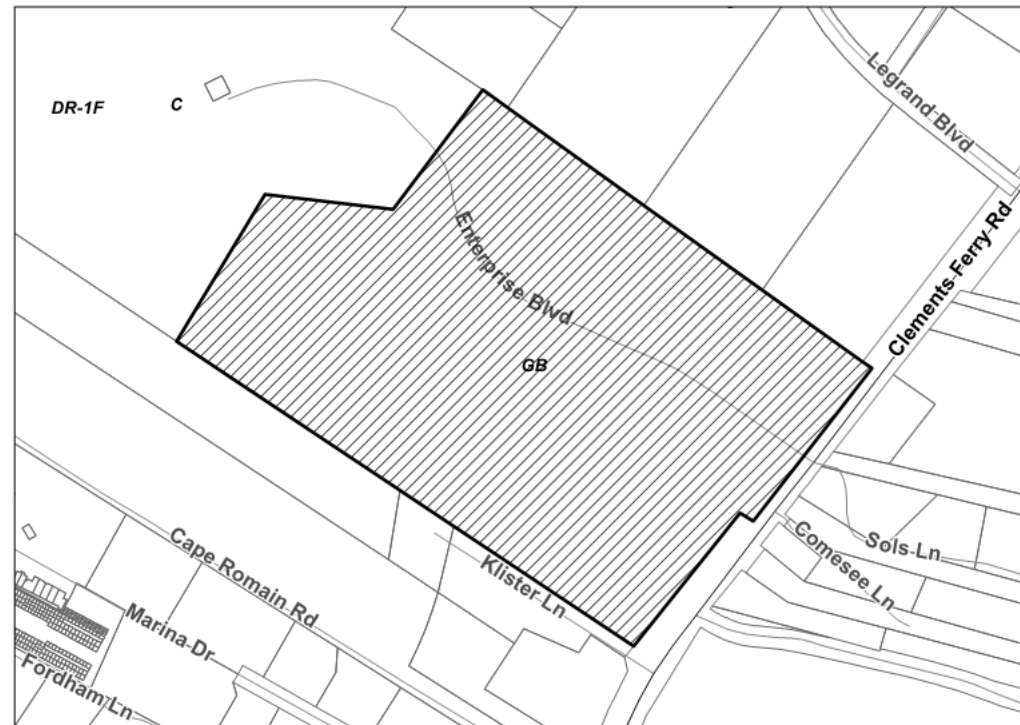 DR-1F
C
Legrand Blvd
Enterprise Blvd
Clements Ferry Rd
GB
Cape Romain Rd
Klister Ln
Sols Ln
Comesee Ln
Marina Dr
Fordham Ln